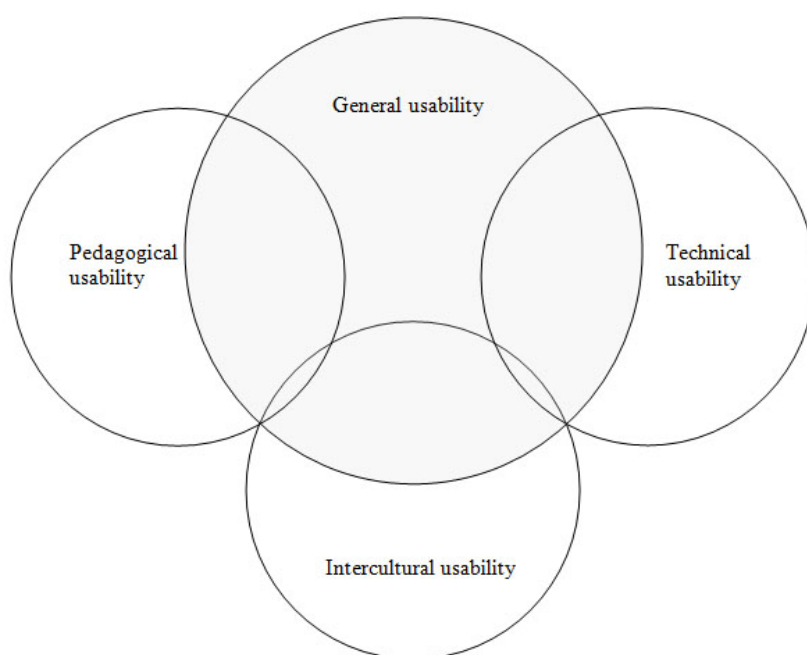 General usability
Pedagogical
usability
Technical
usability
Intercultural usability